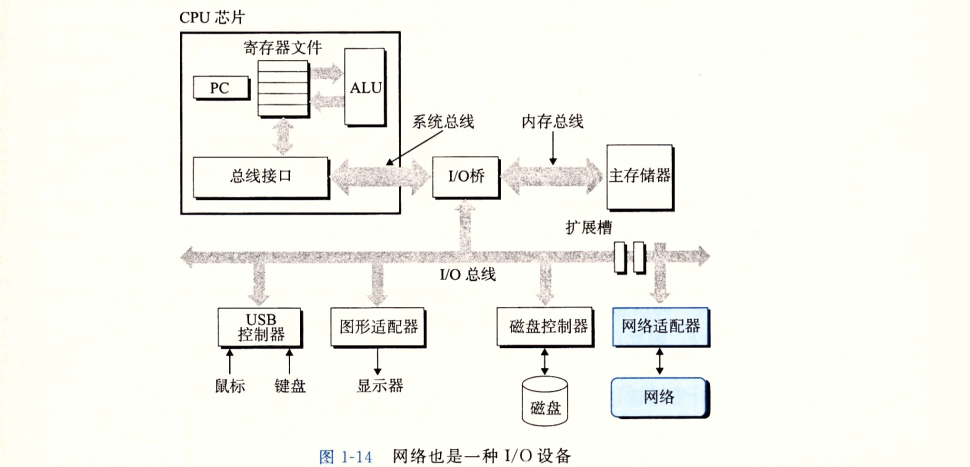 CPU 芯片
寄存器文件
PC
ALU
系统总线
内存总线
总线接口
I/O桥
主存储器
扩展槽
I/O 总线
USB
控制器
图形适配器
磁盘控制器
网络适配器
鼠标
键盘
显示器
磁盘
网络
图 1-14 网络也是一种 I/O 设备